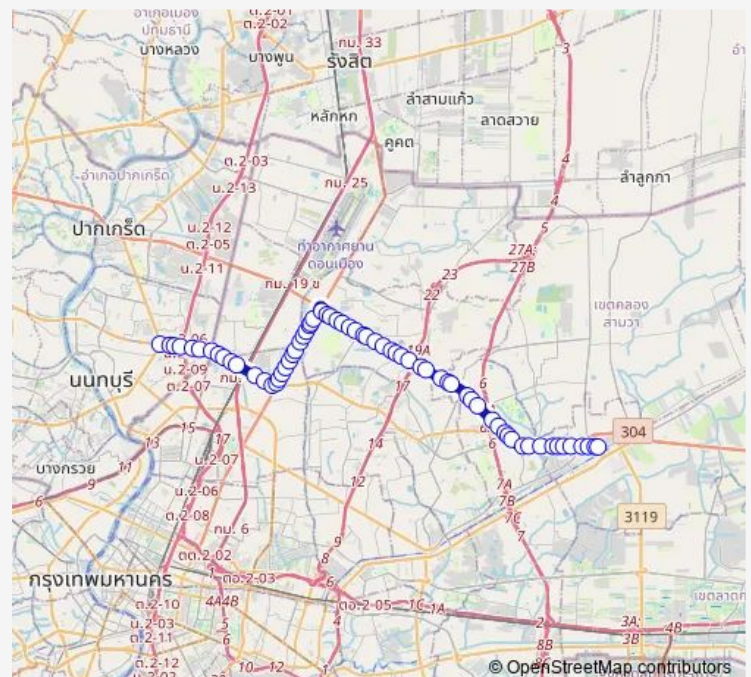 อำเภอเมือง
ปทุมธานี
ต.2-01
ต.2-02
กม. 33
3
บางหลวง
บางพูน
รังสิต
ลำสามแก้ว
หลักหก
ลาดสวาย
คูคต
ต.2-03
4
อำเภอปากเกร็ด
น.2-13
กม. 25
ลำลูกกา
4
5
ปากเกร็ด
น.2-12
ต.2-05
ท่าอากาศยาน
ดอนเมือง
27A
27B
น.2-11
23
กม. 19 ข
22
เขตคลอง
สามวา
19A
น.2-09
ต.2-07
นนทบุรี
17
6
304
15
17
14
6
บางกรวย
13
11
9
6
น.2-07
12
7A
7B
7C
7
3119
น.2-06
ต.2-08
กม. 6
9
8
กรุงเทพมหานคร
ตต.2-02
1
ตอ.2-03
6
4A
4B
ต.2-10
น.2-03
ต.2-11
5
6
4
ตอ.2-05
1C
1A
2
3A
3B
4B
ต.2-12
10
12
1
8B
© OpenStreetMap contributors